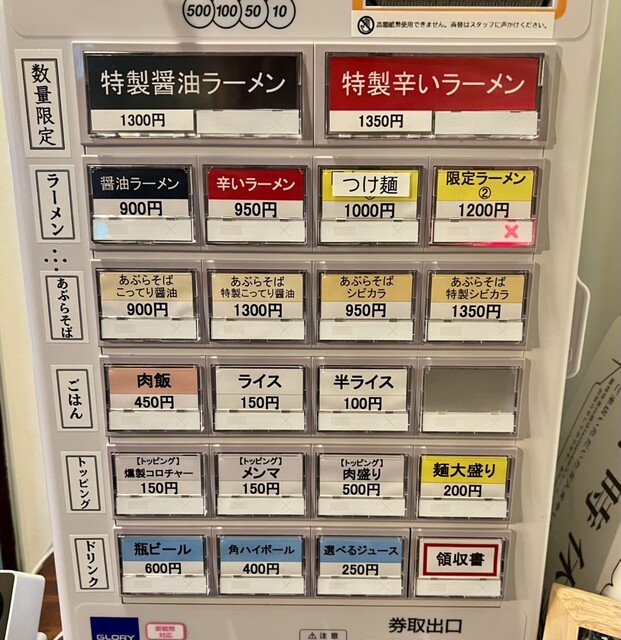 500 100 50 10
高額紙幣使用できません。両替はスタッフに声かけください。
数量限定
特製醤油ラーメン
1300円
特製辛いラーメン
1350円
ラーメン
醤油ラーメン
900円
辛いラーメン
950円
つけ麺
1000円
限定ラーメン
②
1200円
あぶらそば
あぶらそば
こってり醤油
900円
あぶらそば
特製こってり醤油
1300円
あぶらそば
シビカラ
950円
あぶらそば
特製シビカラ
1350円
ごはん
肉飯
450円
ライス
150円
半ライス
100円
トッピング
【トッピング】
燻製コロチャー
150円
【トッピング】
メンマ
150円
【トッピング】
肉盛り
500円
麺大盛り
200円
ドリンク
瓶ビール
600円
角ハイボール
400円
選べるジュース
250円
領収書
GLORY
新紙幣
対応
注意
券取出口